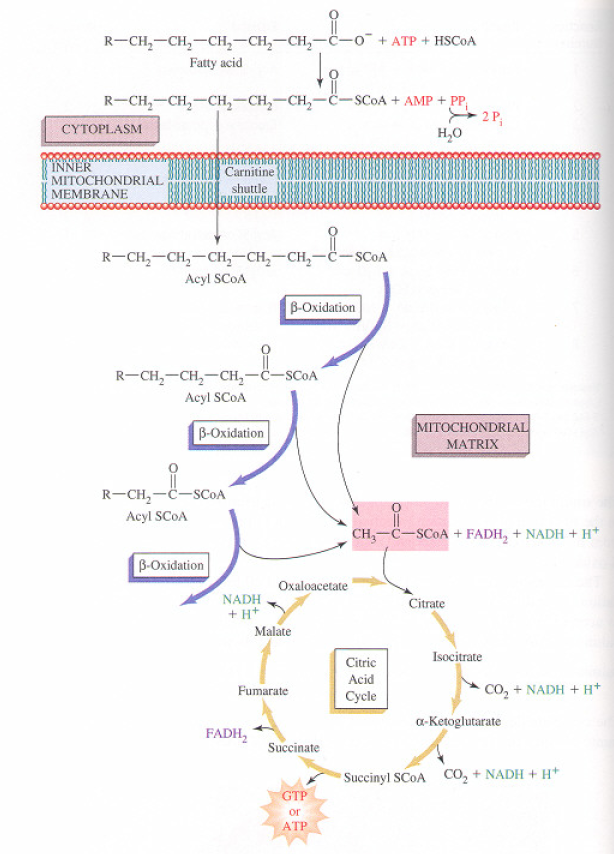 R—CH₂—CH₂—CH₂—CH₂—CH₂—C—O⁻ + ATP + HSCoA
O
Fatty acid
O
R—CH₂—CH₂—CH₂—CH₂—CH₂—C—SCoA + AMP + PPᵢ
2 Pᵢ
H₂O
CYTOPLASM
INNER
MITOCHONDRIAL
MEMBRANE
Carnitine
shuttle
O
R—CH₂—CH₂—CH₂—CH₂—CH₂—C—SCoA
Acyl SCoA
β-Oxidation
O
R—CH₂—CH₂—CH₂—C—SCoA
Acyl SCoA
β-Oxidation
MITOCHONDRIAL
MATRIX
O
R—CH₂—C—SCoA
Acyl SCoA
O
CH₃—C—SCoA + FADH₂ + NADH + H⁺
β-Oxidation
Oxaloacetate
Citrate
NADH
+ H⁺
Malate
Isocitrate
Citric
Acid
Cycle
CO₂ + NADH + H⁺
Fumarate
α-Ketoglutarate
FADH₂
Succinate
Succinyl SCoA
CO₂ + NADH + H⁺
GTP
or
ATP